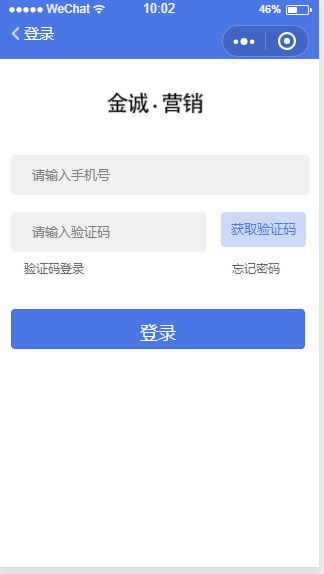 ●●●●● WeChat 10:02 46%
登录
金诚·营销
请输入手机号
请输入验证码 获取验证码
验证码登录 忘记密码
登录